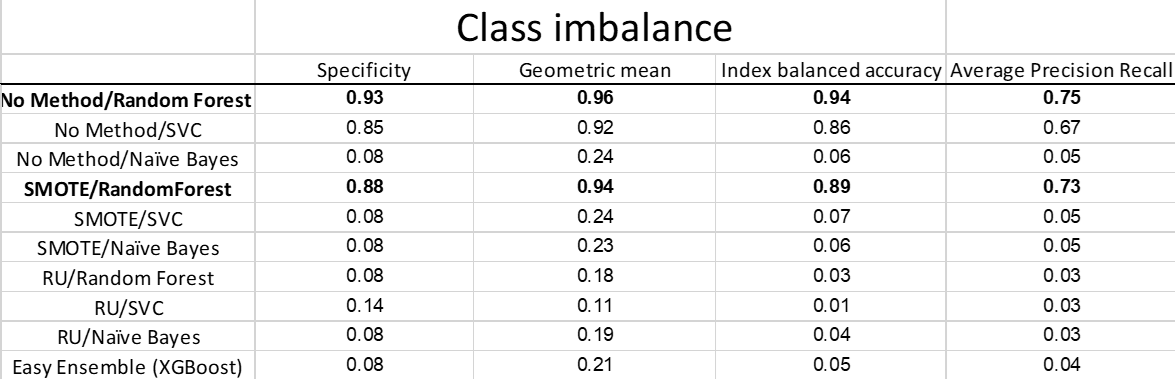 Class imbalance
Specificity Geometric mean Index balanced accuracy Average Precision Recall
No Method/Random Forest 0.93 0.96 0.94 0.75
No Method/SVC 0.85 0.92 0.86 0.67
No Method/Naïve Bayes 0.08 0.24 0.06 0.05
SMOTE/RandomForest 0.88 0.94 0.89 0.73
SMOTE/SVC 0.08 0.24 0.07 0.05
SMOTE/Naïve Bayes 0.08 0.23 0.06 0.05
RU/Random Forest 0.08 0.18 0.03 0.03
RU/SVC 0.14 0.11 0.01 0.03
RU/Naïve Bayes 0.08 0.19 0.04 0.03
Easy Ensemble (XGBoost) 0.08 0.21 0.05 0.04